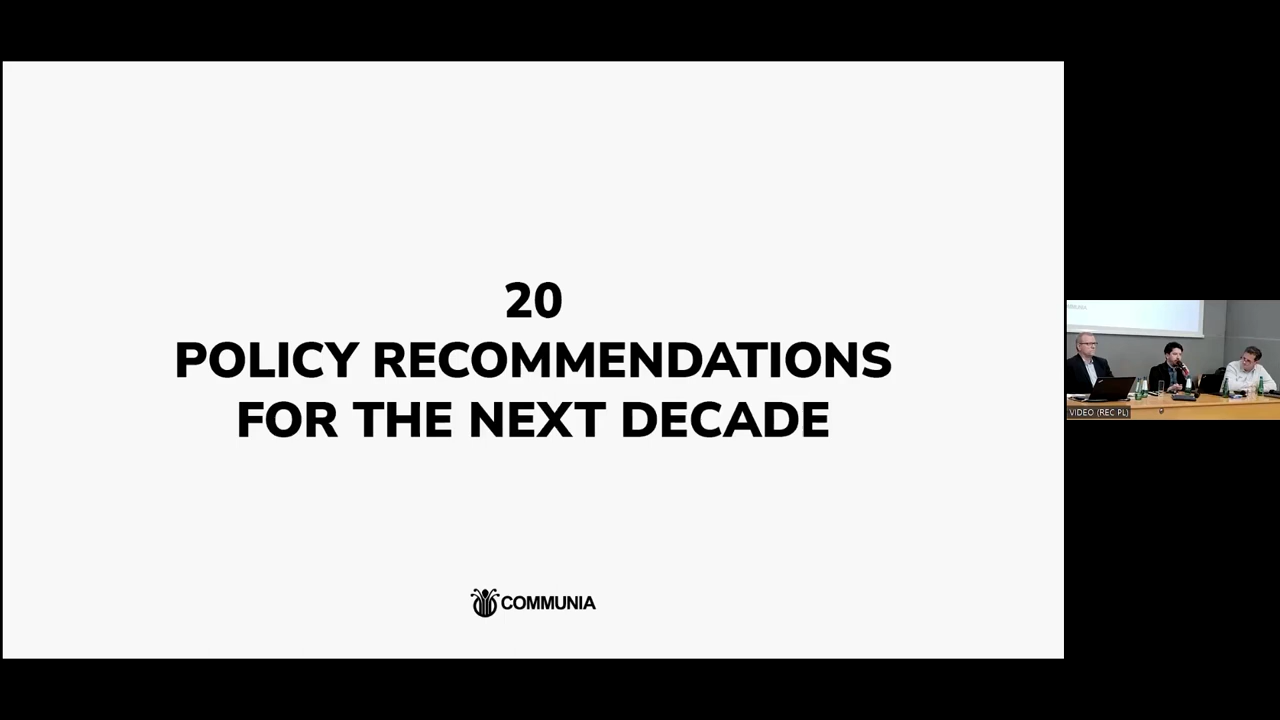 20
POLICY RECOMMENDATIONS
FOR THE NEXT DECADE
COMMUNIA
VIDEO (REC PL)